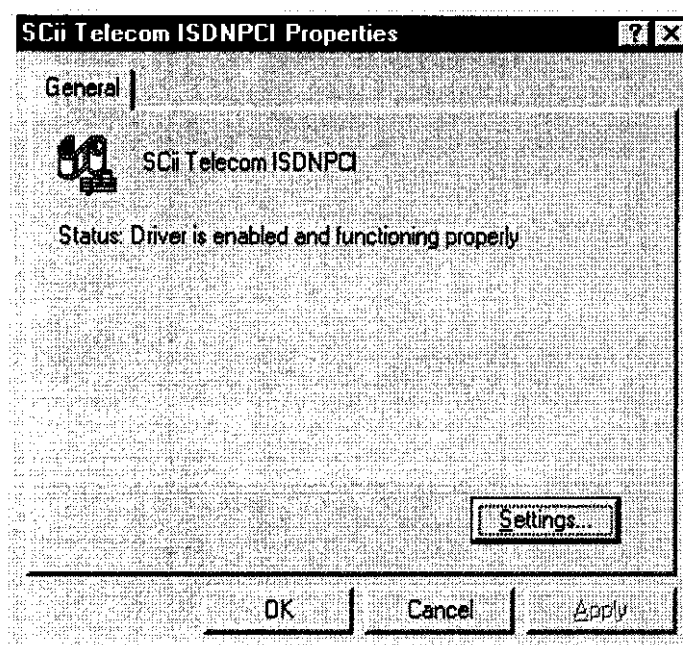 SCii Telecom ISDNPCI Properties
General
SCii Telecom ISDNPCI
Status: Driver is enabled and functioning properly
Settings...
OK Cancel Apply